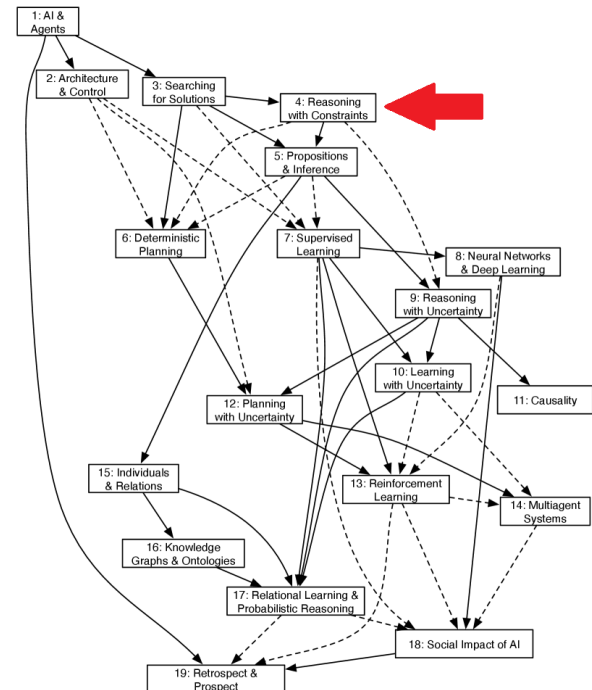 1: AI &
Agents
2: Architecture
& Control
3: Searching
for Solutions
4: Reasoning
with Constraints
5: Propositions
& Inference
6: Deterministic
Planning
7: Supervised
Learning
8: Neural Networks
& Deep Learning
9: Reasoning
with Uncertainty
10: Learning
with Uncertainty
11: Causality
12: Planning
with Uncertainty
13: Reinforcement
Learning
14: Multiagent
Systems
15: Individuals
& Relations
16: Knowledge
Graphs & Ontologies
17: Relational Learning &
Probabilistic Reasoning
18: Social Impact of AI
19: Retrospect &
Prospect